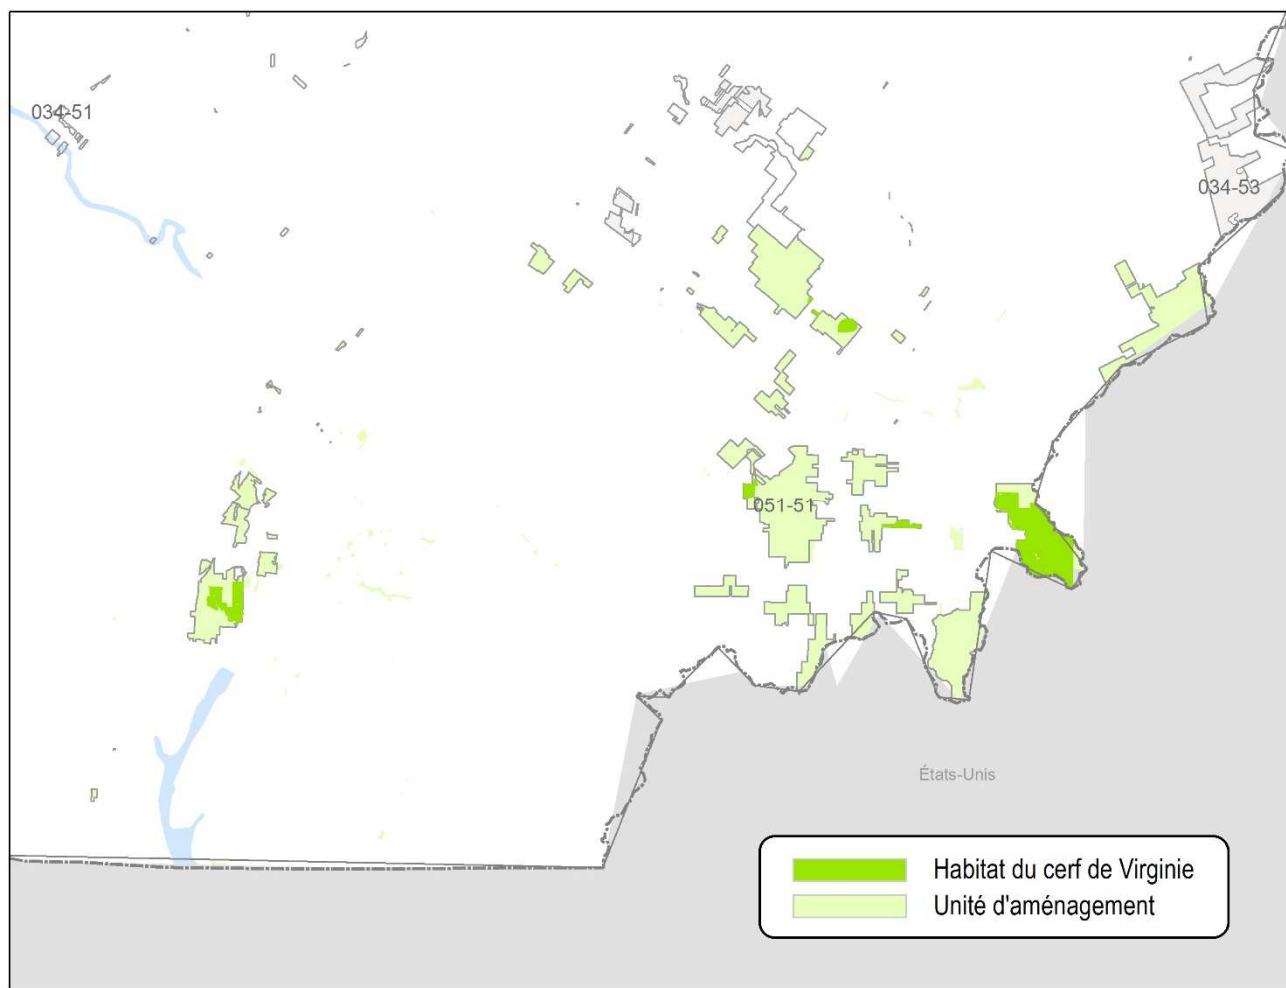 034-51
034-53
051-51
États-Unis
Habitat du cerf de Virginie
Unité d'aménagement